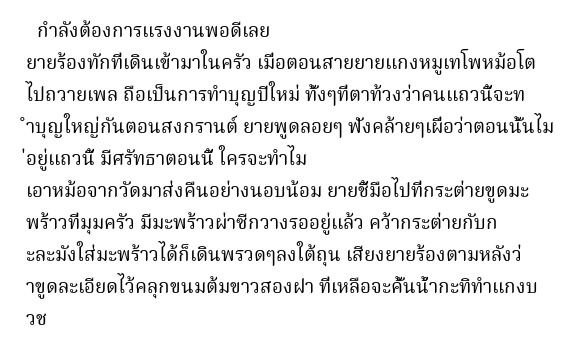 กำลังต้องการแรงงานพอดีเลย
ยายร้องทักที่เดินเข้ามาในครัว เมื่อตอนสายยายแกงหมูเทโพหม้อโต
ไปถวายเพล ถือเป็นการทำบุญปีใหม่ ทั้งๆที่ตาท้วงว่าคนแถวนี้จะท
ำบุญใหญ่กันตอนสงกรานต์ ยายพูดลอยๆ ฟังคล้ายๆเผื่อว่าตอนนั้นไม
่อยู่แถวนี้ มีศรัทธาตอนนี้ ใครจะทำไม
เอาหม้อจากวัดมาส่งคืนอย่างนอบน้อม ยายชี้มือไปที่กระต่ายขูดมะ
พร้าวที่มุมครัว มีมะพร้าวผ่าซีกวางรออยู่แล้ว คว้ากระต่ายกับก
ะละมังใส่มะพร้าวได้ก็เดินพรวดๆลงใต้ถุน เสียงยายร้องตามหลังว่
าขูดละเอียดไว้คลุกขนมต้มขาวสองฝา ที่เหลือจะคั้นน้ำกะทิทำแกงบ
วช